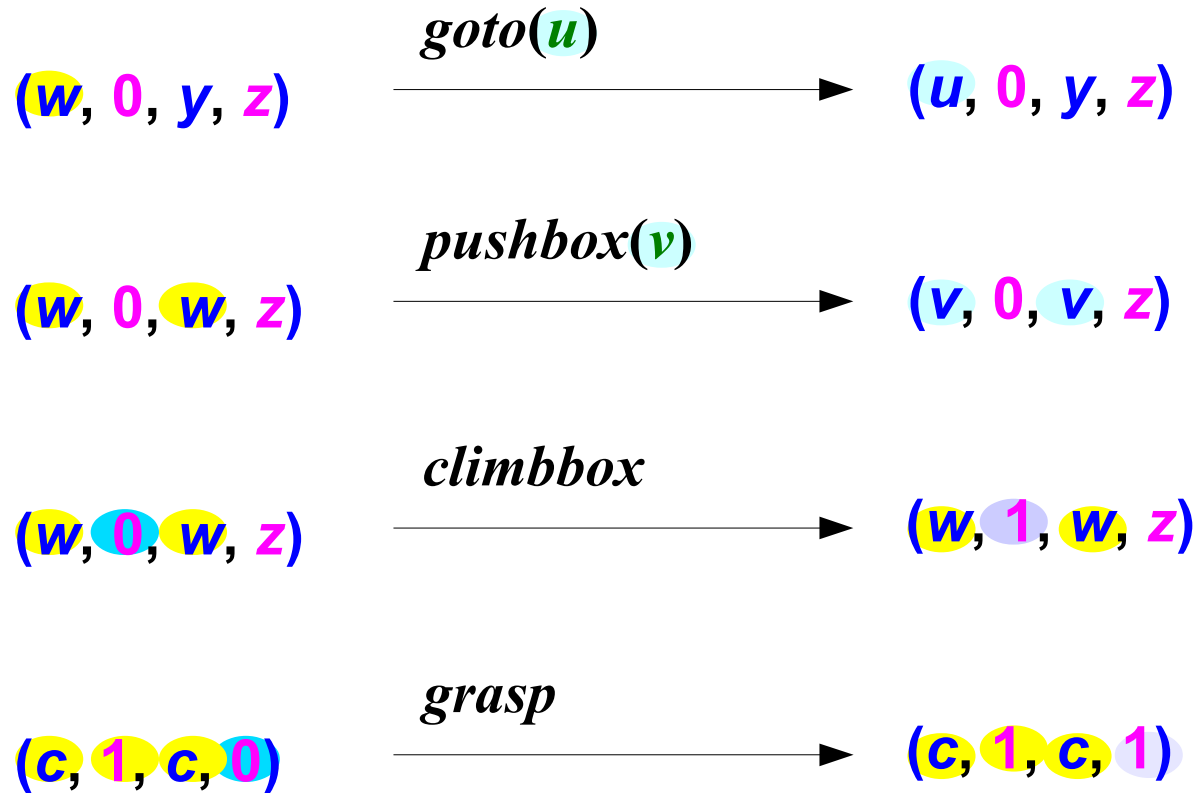 goto(u)
(w, 0, y, z) (u, 0, y, z)
pushbox(v)
(w, 0, w, z) (v, 0, v, z)
climbbox
(w, 0, w, z) (w, 1, w, z)
grasp
(c, 1, c, 0) (c, 1, c, 1)